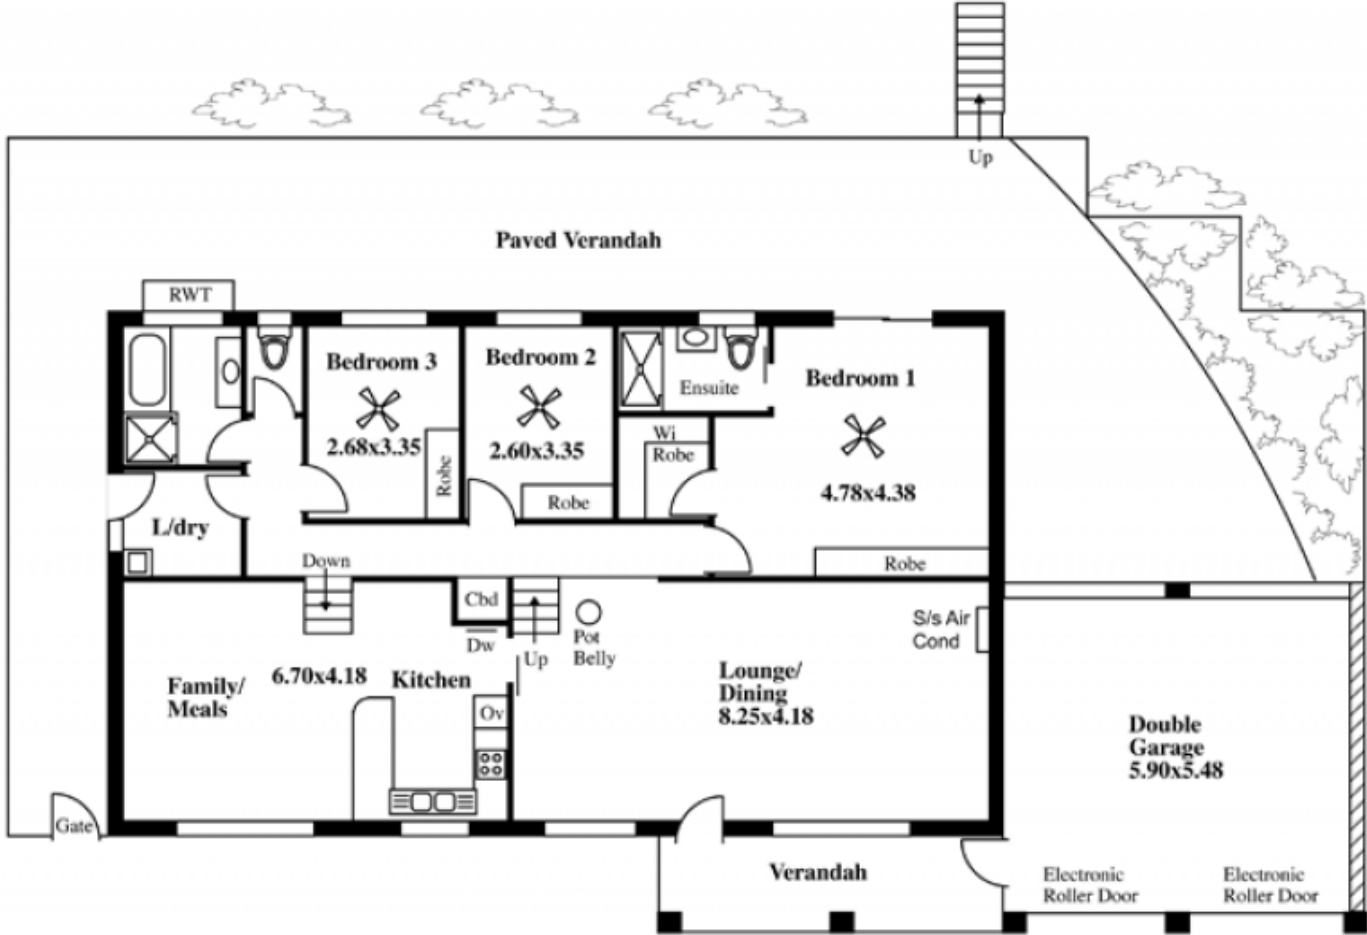 Up
Paved Verandah
RWT
Bedroom 3
2.68x3.35
Robe
Bedroom 2
2.60x3.35
Robe
Ensuite
Wi
Robe
Bedroom 1
4.78x4.38
Robe
L/dry
Down
Cbd
Dw
Up
Pot
Belly
S/s Air
Cond
Family/
Meals
6.70x4.18
Kitchen
Ov
Lounge/
Dining
8.25x4.18
Double
Garage
5.90x5.48
Gate
Verandah
Electronic
Roller Door
Electronic
Roller Door